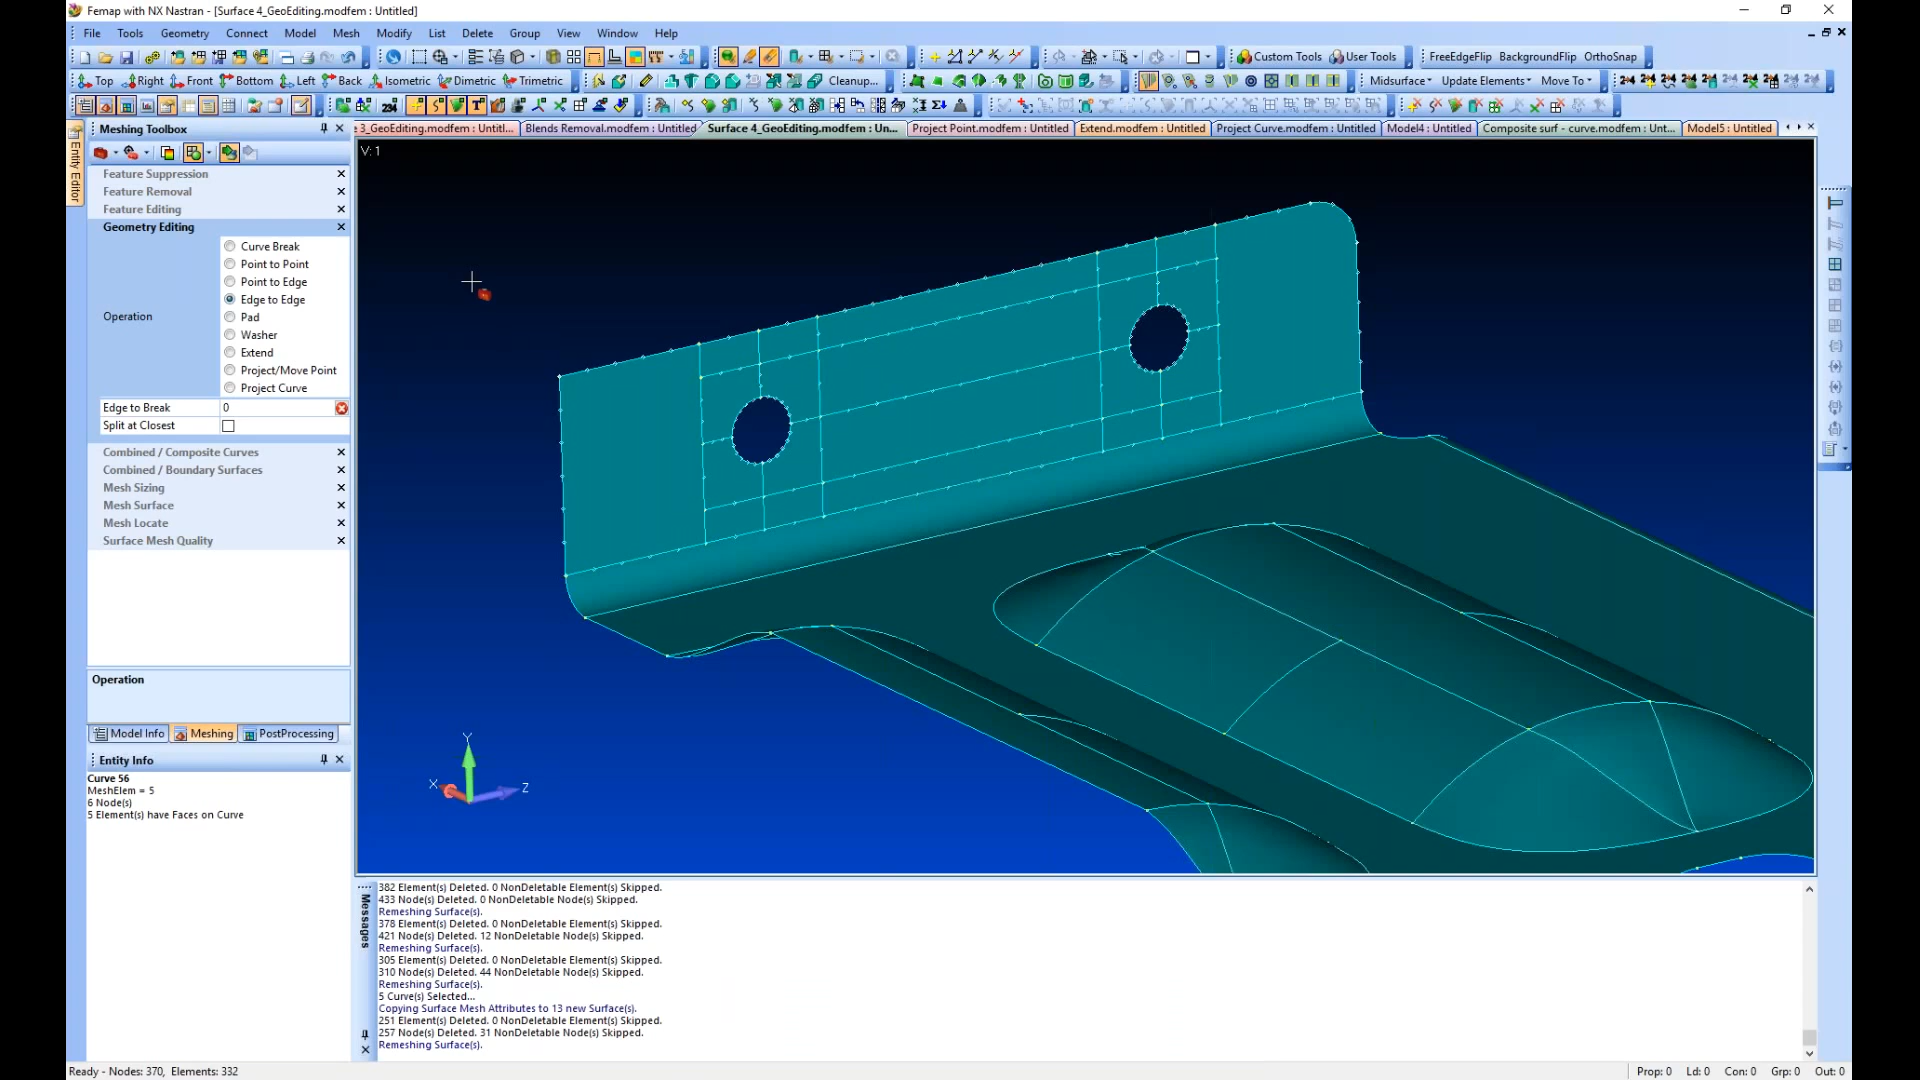 Femap with NX Nastran - [Surface 4_GeoEditing.modfem : Untitled]
File Tools Geometry Connect Model Mesh Modify List Delete Group View Window Help
Custom Tools User Tools FreeEdgeFlip BackgroundFlip OrthoSnap
Top Right Front Bottom Left Back Isometric Dimetric Trimetric Cleanup... Midsurface Update Elements Move To
234
Meshing Toolbox
e 3_GeoEditing.modfem : Untitl... Blends Removal.modfem : Untitled Surface 4_GeoEditing.modfem : Un... Project Point.modfem : Untitled Extend.modfem : Untitled Project Curve.modfem : Untitled Model4 : Untitled Composite surf - curve.modfem : Unt... Model5 : Untitled
Entity Editor
V: 1
Feature Suppression
Feature Removal
Feature Editing
Geometry Editing
Operation
Curve Break
Point to Point
Point to Edge
Edge to Edge
Pad
Washer
Extend
Project/Move Point
Project Curve
Edge to Break 0
Split at Closest
Combined / Composite Curves
Combined / Boundary Surfaces
Mesh Sizing
Mesh Surface
Mesh Locate
Surface Mesh Quality
Operation
Model Info Meshing PostProcessing
Entity Info
Curve 56
MeshElem = 5
6 Node(s)
5 Element(s) have Faces on Curve
Y
X
Z
Messages
382 Element(s) Deleted. 0 NonDeletable Element(s) Skipped.
433 Node(s) Deleted. 0 NonDeletable Node(s) Skipped.
Remeshing Surface(s).
378 Element(s) Deleted. 0 NonDeletable Element(s) Skipped.
421 Node(s) Deleted. 12 NonDeletable Node(s) Skipped.
Remeshing Surface(s).
305 Element(s) Deleted. 0 NonDeletable Element(s) Skipped.
310 Node(s) Deleted. 44 NonDeletable Node(s) Skipped.
Remeshing Surface(s).
5 Curve(s) Selected...
Copying Surface Mesh Attributes to 13 new Surface(s).
251 Element(s) Deleted. 0 NonDeletable Element(s) Skipped.
257 Node(s) Deleted. 31 NonDeletable Node(s) Skipped.
Remeshing Surface(s).
Ready - Nodes: 370, Elements: 332
Prop: 0 Ld: 0 Con: 0 Grp: 0 Out: 0